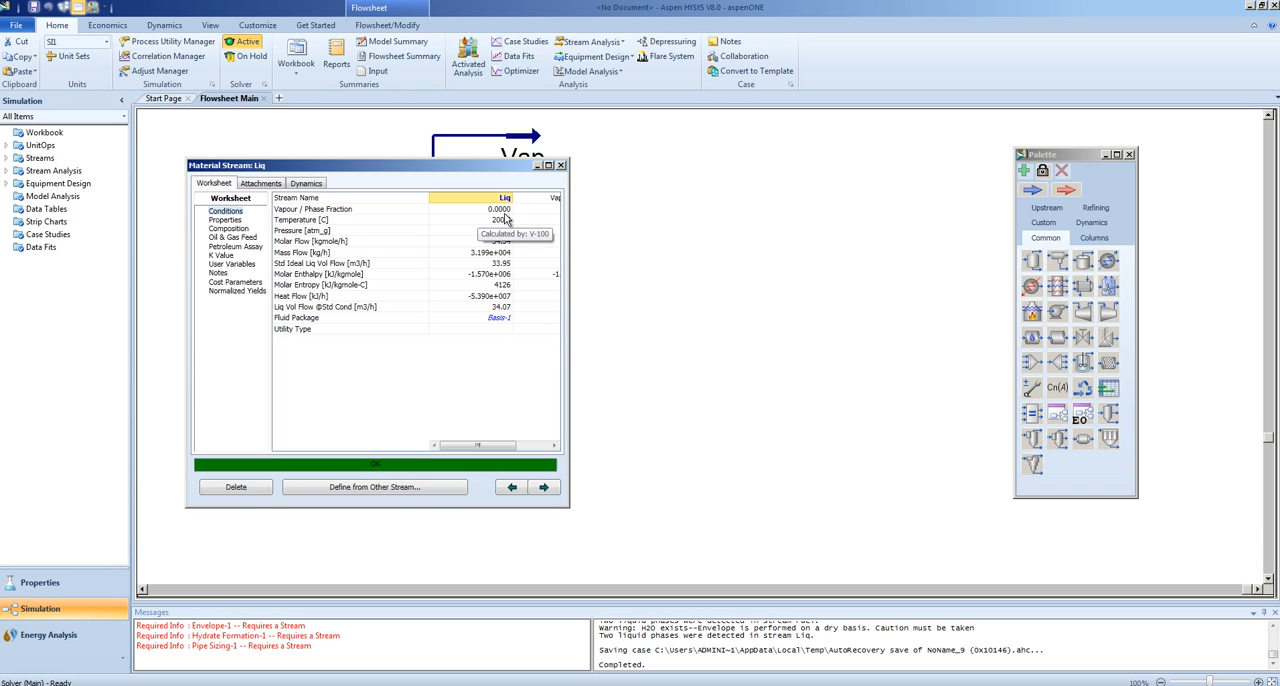 Flowsheet
<No Document> - Aspen HYSYS V8.0 - aspenONE
File Home Economics Dynamics View Customize Get Started Flowsheet/Modify
Cut SI1 Process Utility Manager Active Model Summary Case Studies Stream Analysis Depressuring Notes
Copy Unit Sets Correlation Manager On Hold Workbook Reports Flowsheet Summary Activated Analysis Data Fits Equipment Design Flare System Collaboration
Paste Adjust Manager Input Optimizer Model Analysis Convert to Template
Clipboard Units Simulation Solver Summaries Analysis Case
Simulation
Start Page Flowsheet Main
All Items
Workbook
UnitOps
Streams
Stream Analysis
Equipment Design
Model Analysis
Data Tables
Strip Charts
Case Studies
Data Fits
Properties
Simulation
Energy Analysis
Vap
Material Stream: Liq
Worksheet Attachments Dynamics
Worksheet
Conditions
Properties
Composition
Oil & Gas Feed
Petroleum Assay
K Value
User Variables
Notes
Cost Parameters
Normalized Yields
Stream Name Liq Vap
Vapour / Phase Fraction 0.0000
Temperature [C]
Pressure [atm_g]
Calculated by: V-100
Molar Flow [kgmole/h]
Mass Flow [kg/h] 3.199e+004
Std Ideal Liq Vol Flow [m3/h] 33.95
Molar Enthalpy [kJ/kgmole] -1.570e+006
Molar Entropy [kJ/kgmole-C] 4126
Heat Flow [kJ/h] -5.390e+007
Liq Vol Flow @Std Cond [m3/h] 34.07
Fluid Package Basis-1
Utility Type
OK
Delete Define from Other Stream...
Palette
Upstream Refining
Custom Dynamics
Common Columns
Cn(A)
EO
Messages
Required Info : Envelope-1 -- Requires a Stream
Required Info : Hydrate Formation-1 -- Requires a Stream
Required Info : Pipe Sizing-1 -- Requires a Stream
Warning: H2O exists--Envelope is performed on a dry basis. Caution must be taken
Two liquid phases were detected in stream Liq.
Saving case C:\Users\ADMINI~1\AppData\Local\Temp\AutoRecovery save of NoName_9 (0x10146).ahc...
Completed.
Solver (Main) - Ready
100%